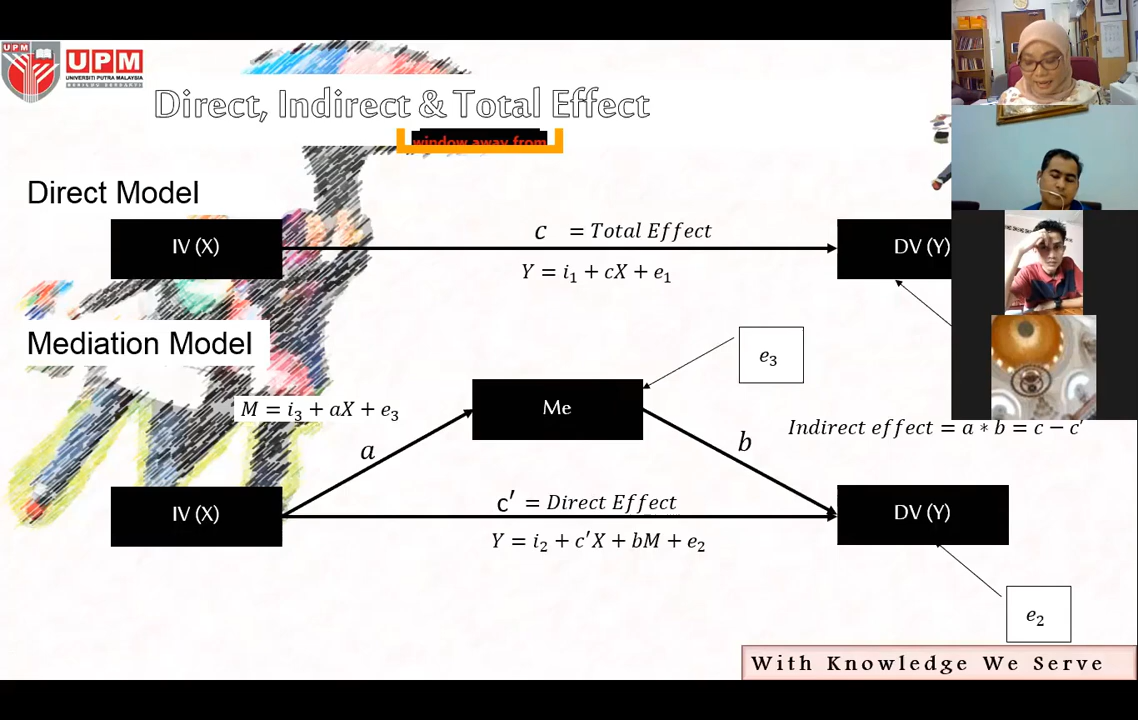 UPM
UPM
UNIVERSITI PUTRA MALAYSIA
Direct, Indirect & Total Effect
window away from
Direct Model
IV (X)
c = Total Effect
DV (Y)
Y = i₁ + cX + e₁
Mediation Model
e₃
Me
M = i₃ + aX + e₃
Indirect effect = a ∗ b = c − c′
a
b
IV (X)
c′ = Direct Effect
DV (Y)
Y = i₂ + c′X + bM + e₂
e₂
With Knowledge We Serve